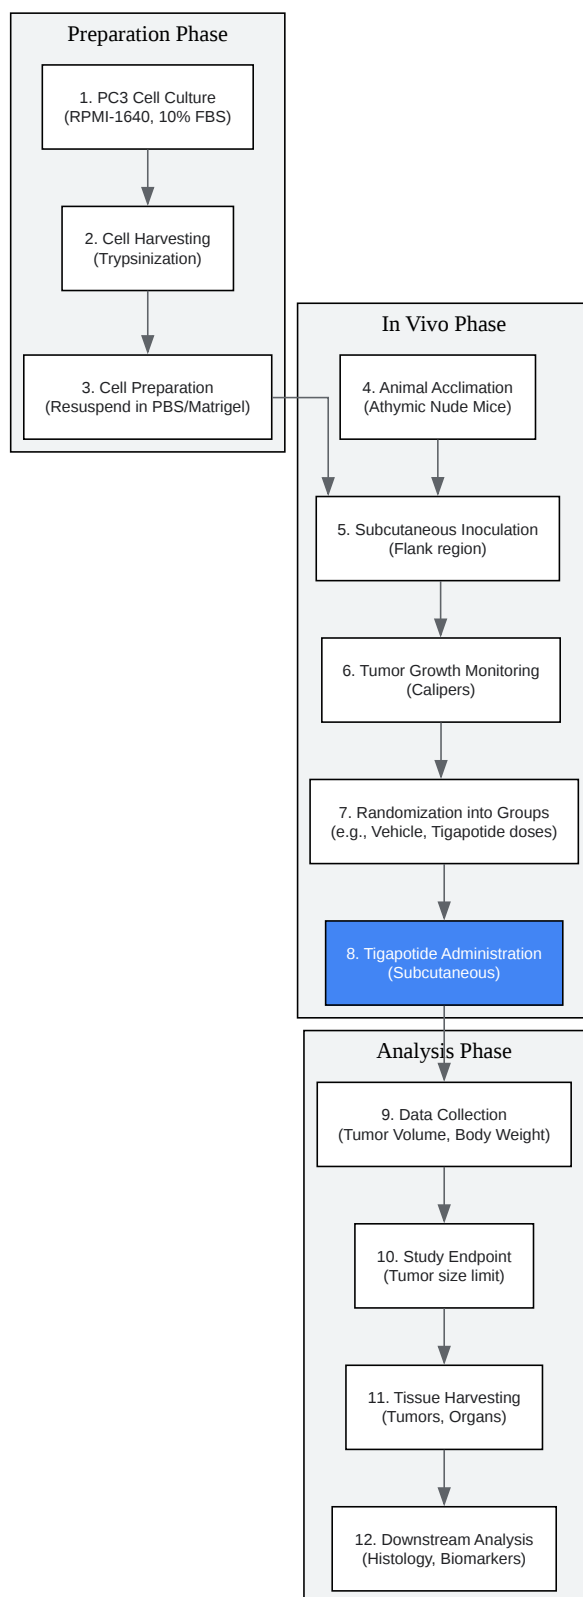 Preparation Phase
1. PC3 Cell Culture
(RPMI-1640, 10% FBS)
2. Cell Harvesting
(Trypsinization)
3. Cell Preparation
(Resuspend in PBS/Matrigel)
In Vivo Phase
4. Animal Acclimation
(Athymic Nude Mice)
5. Subcutaneous Inoculation
(Flank region)
6. Tumor Growth Monitoring
(Calipers)
7. Randomization into Groups
(e.g., Vehicle, Tigapotide doses)
8. Tigapotide Administration
(Subcutaneous)
Analysis Phase
9. Data Collection
(Tumor Volume, Body Weight)
10. Study Endpoint
(Tumor size limit)
11. Tissue Harvesting
(Tumors, Organs)
12. Downstream Analysis
(Histology, Biomarkers)